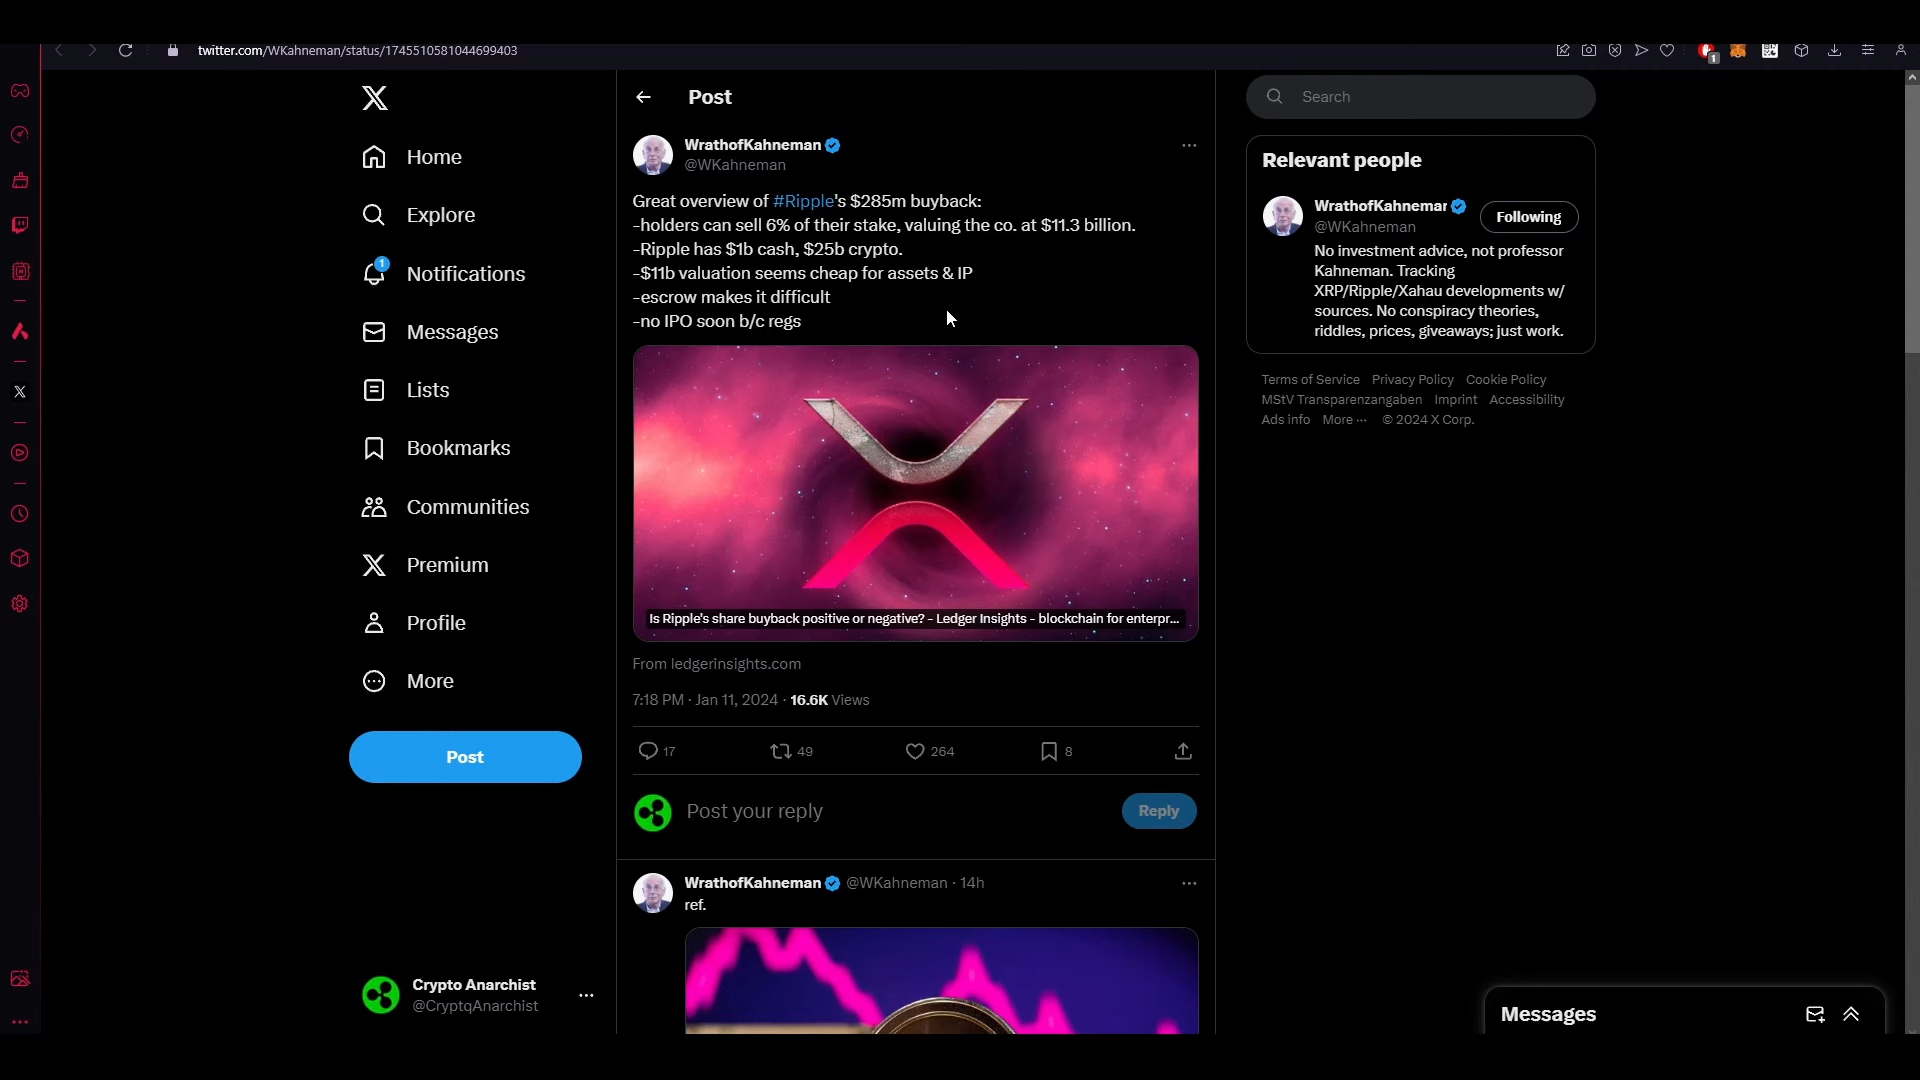 twitter.com/WKahneman/status/1745510581044699403
1
Home
Explore
1
Notifications
Messages
Lists
Bookmarks
Communities
Premium
Profile
More
Post
Crypto Anarchist
@CryptqAnarchist
Post
WrathofKahneman
@WKahneman
Great overview of #Ripple's $285m buyback:
-holders can sell 6% of their stake, valuing the co. at $11.3 billion.
-Ripple has $1b cash, $25b crypto.
-$11b valuation seems cheap for assets & IP
-escrow makes it difficult
-no IPO soon b/c regs
Is Ripple's share buyback positive or negative? - Ledger Insights - blockchain for enterpr...
From ledgerinsights.com
7:18 PM · Jan 11, 2024 · 16.6K Views
17 49 264 8
Post your reply
Reply
WrathofKahneman @WKahneman · 14h
ref.
Search
Relevant people
WrathofKahneman
@WKahneman
Following
No investment advice, not professor
Kahneman. Tracking
XRP/Ripple/Xahau developments w/
sources. No conspiracy theories,
riddles, prices, giveaways; just work.
Terms of Service Privacy Policy Cookie Policy
MStV Transparenzangaben Imprint Accessibility
Ads info More ··· © 2024 X Corp.
Messages